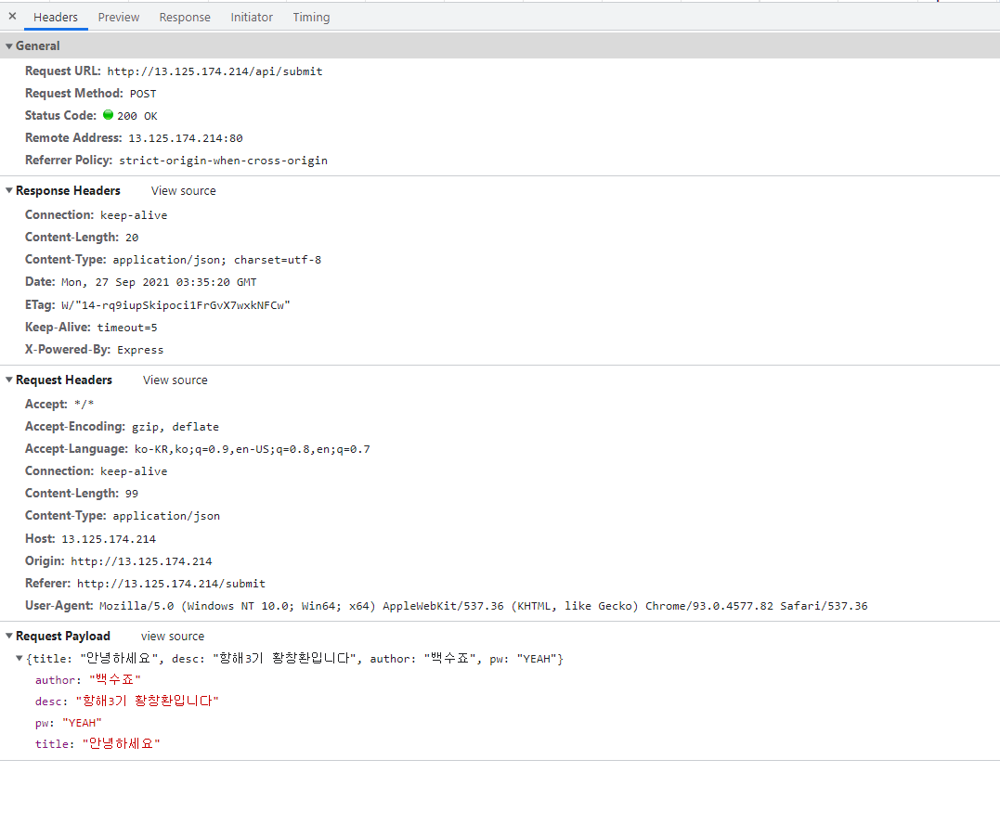 × Headers Preview Response Initiator Timing
General
Request URL: http://13.125.174.214/api/submit
Request Method: POST
Status Code: 200 OK
Remote Address: 13.125.174.214:80
Referrer Policy: strict-origin-when-cross-origin
Response Headers View source
Connection: keep-alive
Content-Length: 20
Content-Type: application/json; charset=utf-8
Date: Mon, 27 Sep 2021 03:35:20 GMT
ETag: W/"14-rq9iupSkipoci1FrGvX7wxkNFCw"
Keep-Alive: timeout=5
X-Powered-By: Express
Request Headers View source
Accept: */*
Accept-Encoding: gzip, deflate
Accept-Language: ko-KR,ko;q=0.9,en-US;q=0.8,en;q=0.7
Connection: keep-alive
Content-Length: 99
Content-Type: application/json
Host: 13.125.174.214
Origin: http://13.125.174.214
Referer: http://13.125.174.214/submit
User-Agent: Mozilla/5.0 (Windows NT 10.0; Win64; x64) AppleWebKit/537.36 (KHTML, like Gecko) Chrome/93.0.4577.82 Safari/537.36
Request Payload view source
{title: "안녕하세요", desc: "항해3기 황창환입니다", author: "백수죠", pw: "YEAH"}
author: "백수죠"
desc: "항해3기 황창환입니다"
pw: "YEAH"
title: "안녕하세요"